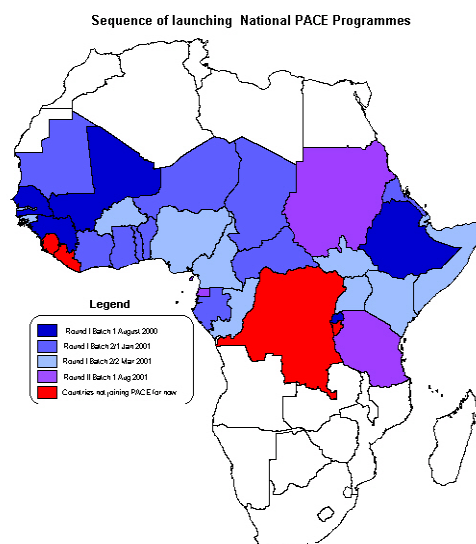 Sequence of launching National PACE Programmes
Legend
Round I Batch 1 August 2000
Round I Batch 2/1 Jan 2001
Round I Batch 2/2 Mar 2001
Round II Batch 1 Aug 2001
Countries not joining PACE for now